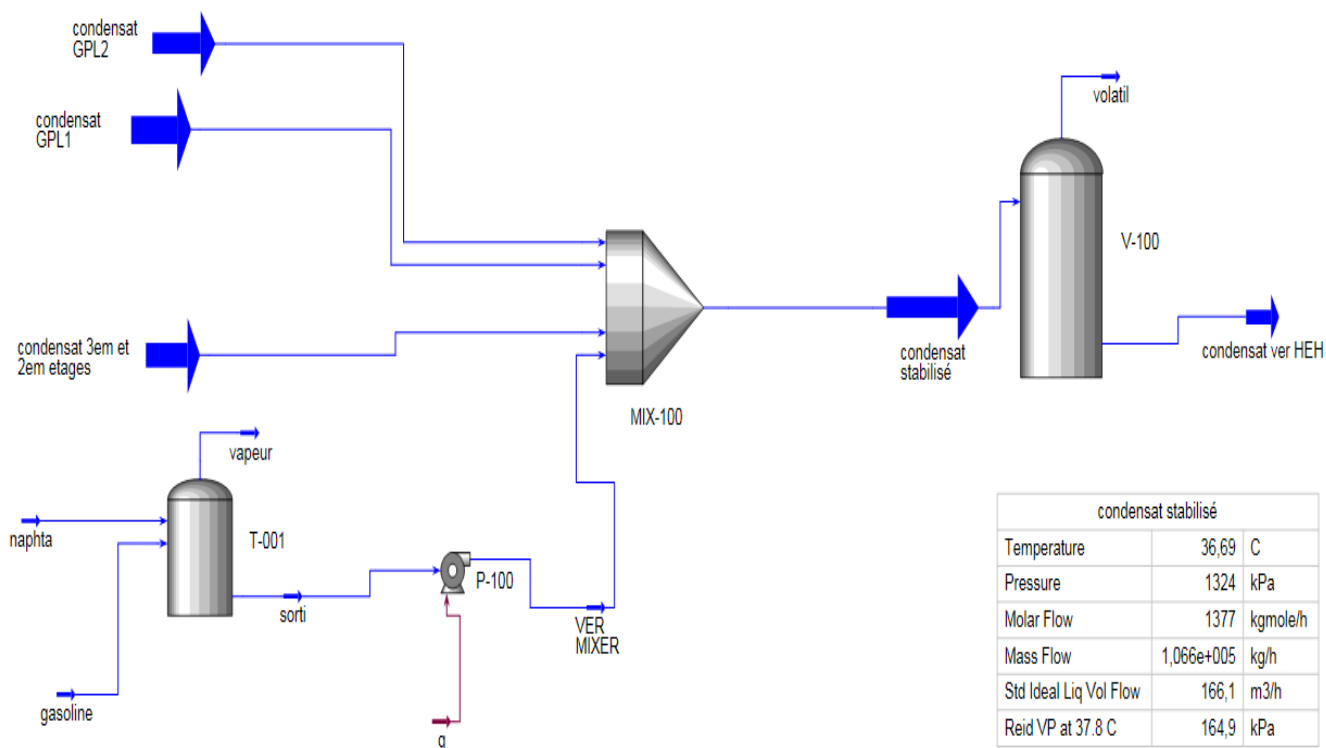 condensat
GPL2
condensat
GPL1
condensat 3em et
2em etages
naphta
gasoline
vapeur
T-001
sorti
P-100
q
VER
MIXER
MIX-100
condensat
stabilisé
volatil
V-100
condensat ver HEH
condensat stabilisé
Temperature 36,69 C
Pressure 1324 kPa
Molar Flow 1377 kgmole/h
Mass Flow 1,066e+005 kg/h
Std Ideal Liq Vol Flow 166,1 m3/h
Reid VP at 37.8 C 164,9 kPa